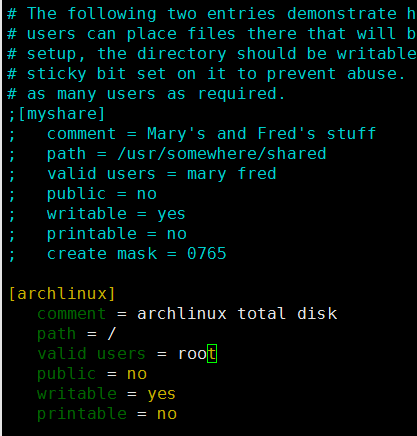 # The following two entries demonstrate h
# users can place files there that will b
# setup, the directory should be writable
# sticky bit set on it to prevent abuse.
# as many users as required.
;[myshare]
;   comment = Mary's and Fred's stuff
;   path = /usr/somewhere/shared
;   valid users = mary fred
;   public = no
;   writable = yes
;   printable = no
;   create mask = 0765
[archlinux]
   comment = archlinux total disk
   path = /
   valid users = root
   public = no
   writable = yes
   printable = no